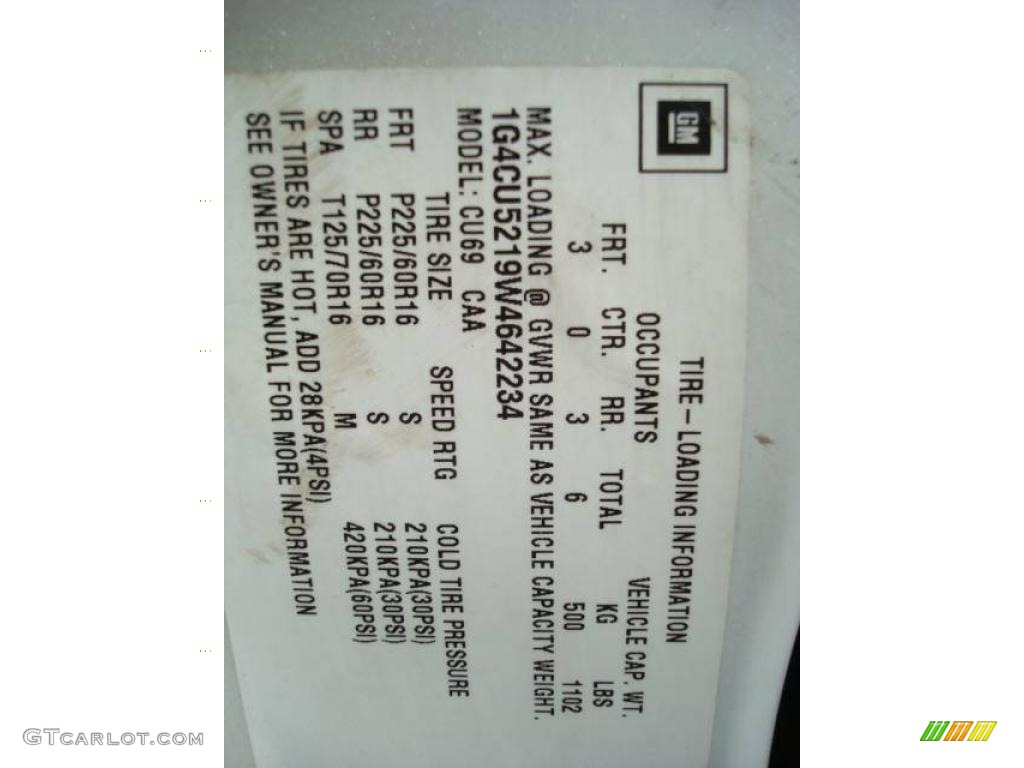 GM
TIRE-LOADING INFORMATION
OCCUPANTS VEHICLE CAP. WT.
FRT. CTR. RR. TOTAL KG LBS
3 0 3 6 500 1102
MAX. LOADING @ GVWR SAME AS VEHICLE CAPACITY WEIGHT.
1G4CU5219W4642234
MODEL: CU69 CAA
TIRE SIZE SPEED RTG COLD TIRE PRESSURE
FRT P225/60R16 S 210KPA(30PSI)
RR P225/60R16 S 210KPA(30PSI)
SPA T125/70R16 M 420KPA(60PSI)
IF TIRES ARE HOT, ADD 28KPA(4PSI)
SEE OWNER'S MANUAL FOR MORE INFORMATION
GTCARLOT.COM